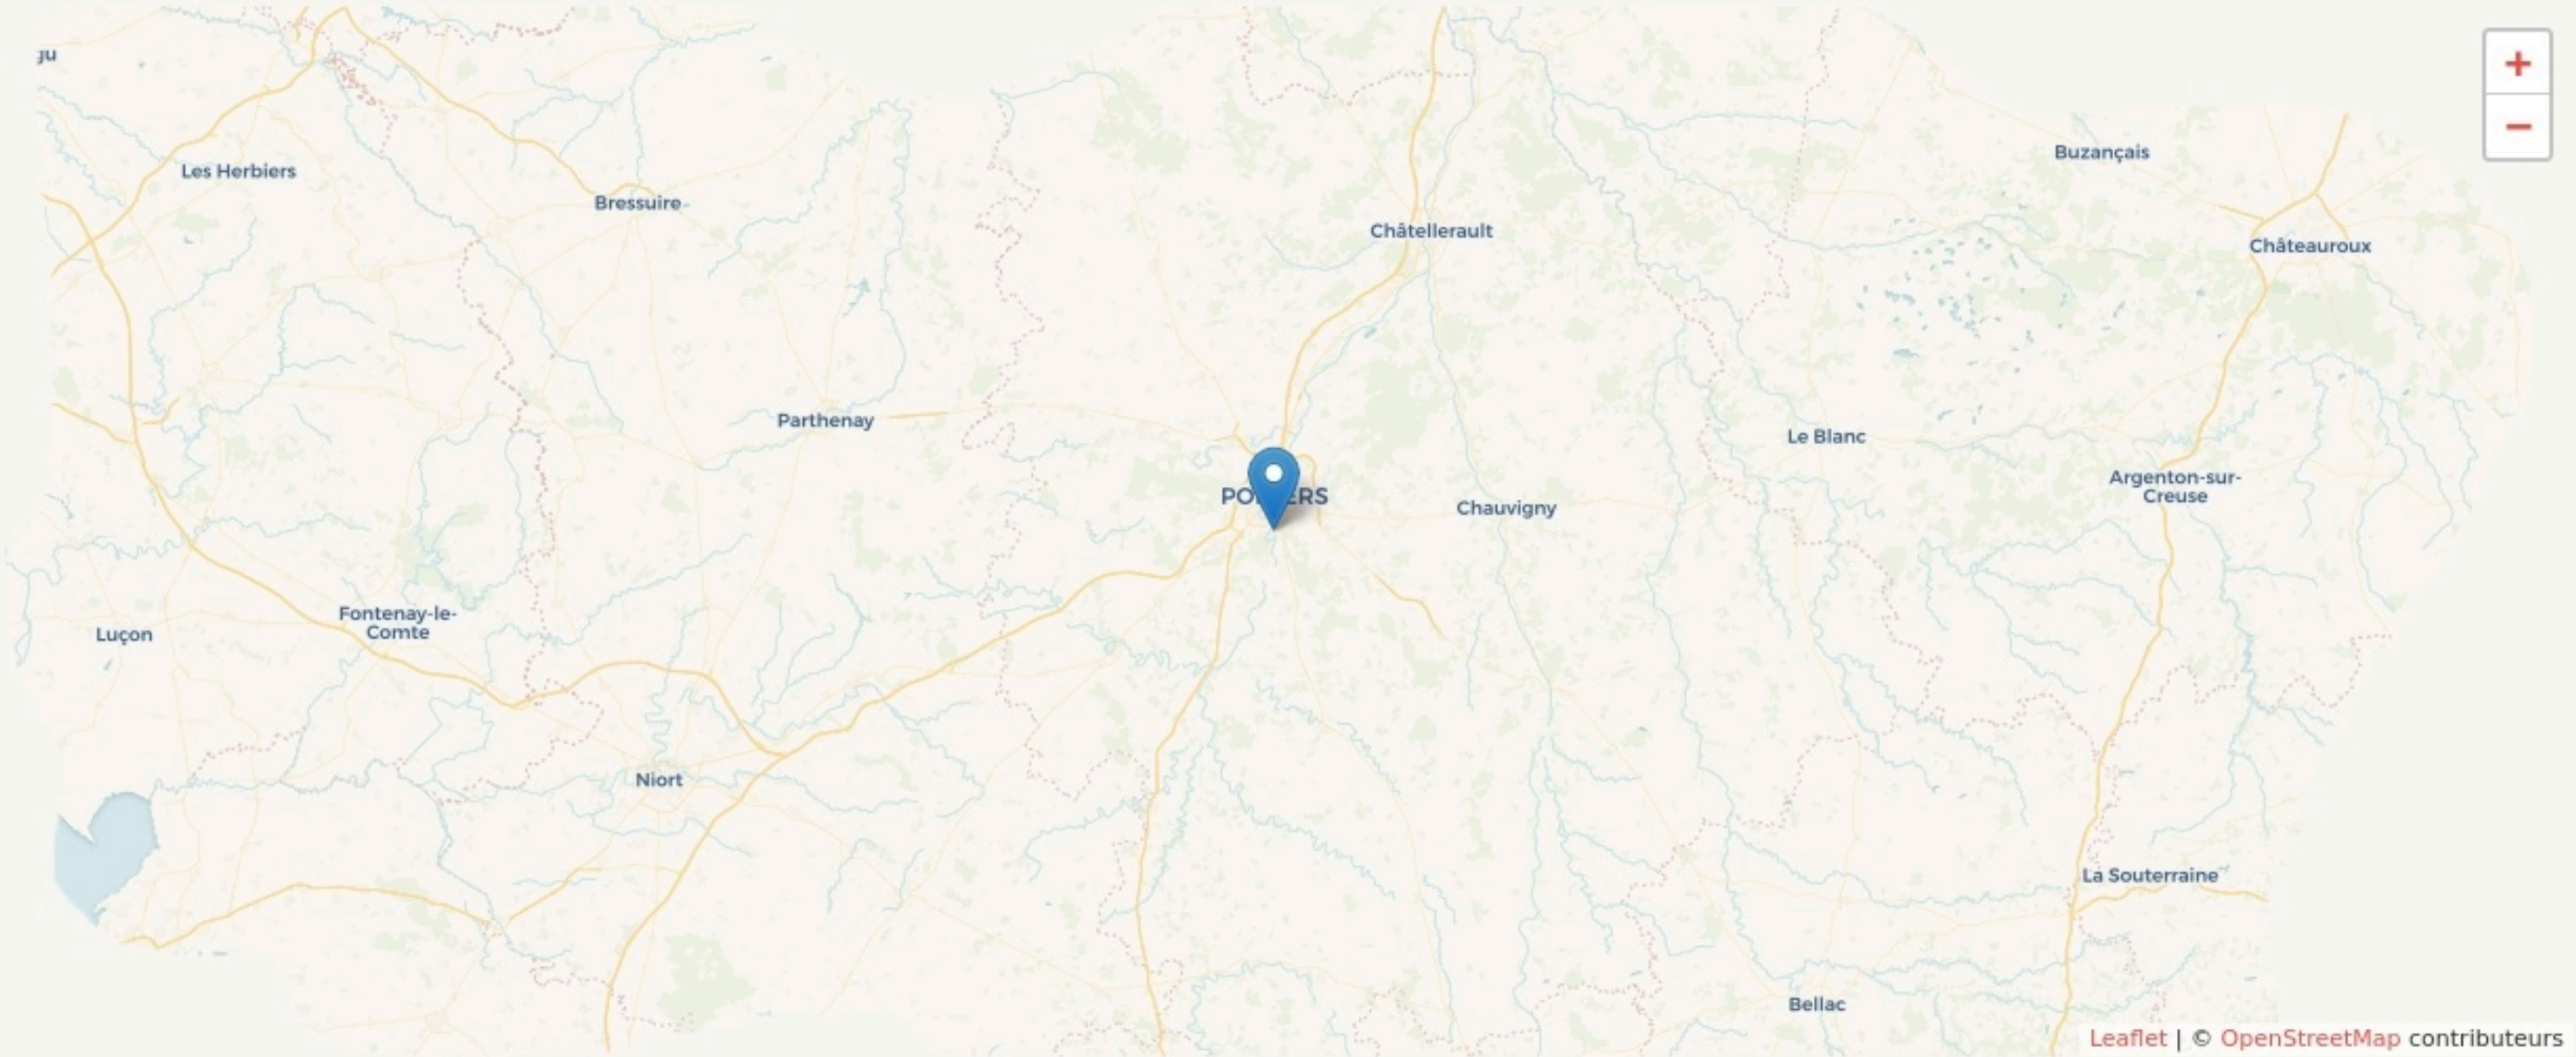 +
−
Buzançais
Les Herbiers
Bressuire
Châtellerault
Châteauroux
Parthenay
Le Blanc
Argenton-sur-
Creuse
Chauvigny
Fontenay-le-
Comte
Luçon
Niort
La Souterraine
Bellac
Leaflet | © OpenStreetMap contributeurs